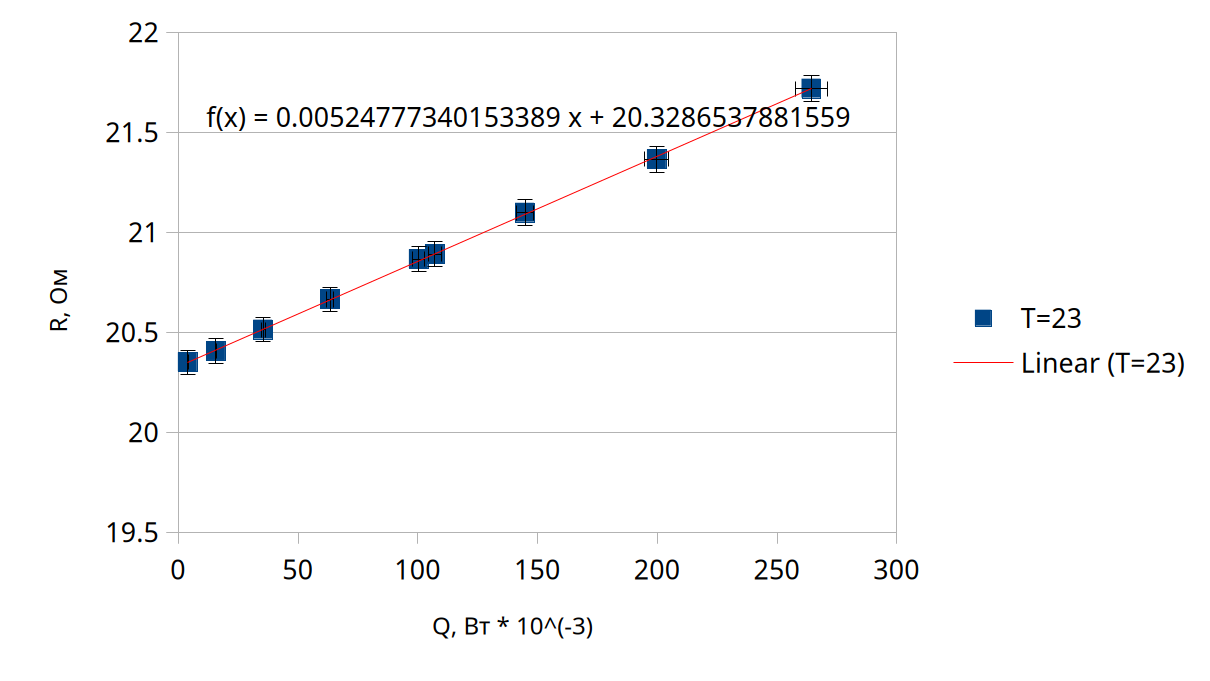 22
f(x) = 0.00524777340153389 x + 20.3286537881559
21.5
21
R, Ом
20.5
20
19.5
0 50 100 150 200 250 300
Q, Вт * 10^(-3)
T=23
Linear (T=23)